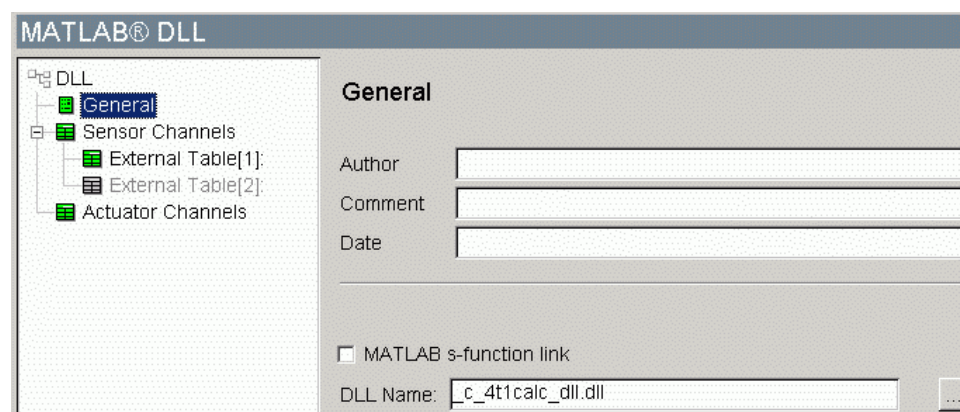 MATLAB® DLL
DLL
General
Sensor Channels
External Table[1]:
External Table[2]:
Actuator Channels
General
Author
Comment
Date
MATLAB s-function link
DLL Name: _c_4t1calc_dll.dll ...